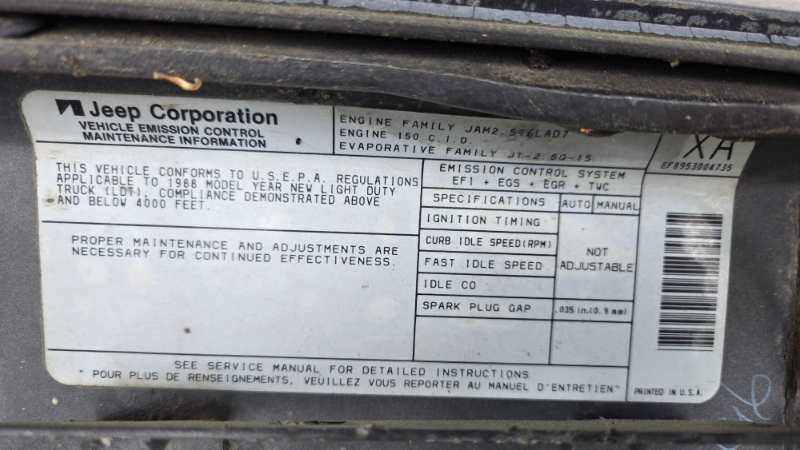 Jeep Corporation
VEHICLE EMISSION CONTROL
MAINTENANCE INFORMATION
ENGINE FAMILY JAM2.5T6LAD7
ENGINE 150 C.I.D.
EVAPORATIVE FAMILY JT-2.5G-1S
XA
EF8953004735
THIS VEHICLE CONFORMS TO U.S.E.P.A. REGULATIONS
APPLICABLE TO 1988 MODEL YEAR NEW LIGHT DUTY
TRUCK (LDT). COMPLIANCE DEMONSTRATED ABOVE
AND BELOW 4000 FEET.
PROPER MAINTENANCE AND ADJUSTMENTS ARE
NECESSARY FOR CONTINUED EFFECTIVENESS.
EMISSION CONTROL SYSTEM
EFI + EGS + EGR + TWC
SPECIFICATIONS AUTO MANUAL
IGNITION TIMING
CURB IDLE SPEED(RPM)
FAST IDLE SPEED
IDLE CO
NOT
ADJUSTABLE
SPARK PLUG GAP .035 in.(0.9 mm)
SEE SERVICE MANUAL FOR DETAILED INSTRUCTIONS
"POUR PLUS DE RENSEIGNEMENTS, VEUILLEZ VOUS REPORTER AU MANUEL D'ENTRETIEN"
PRINTED IN U.S.A.